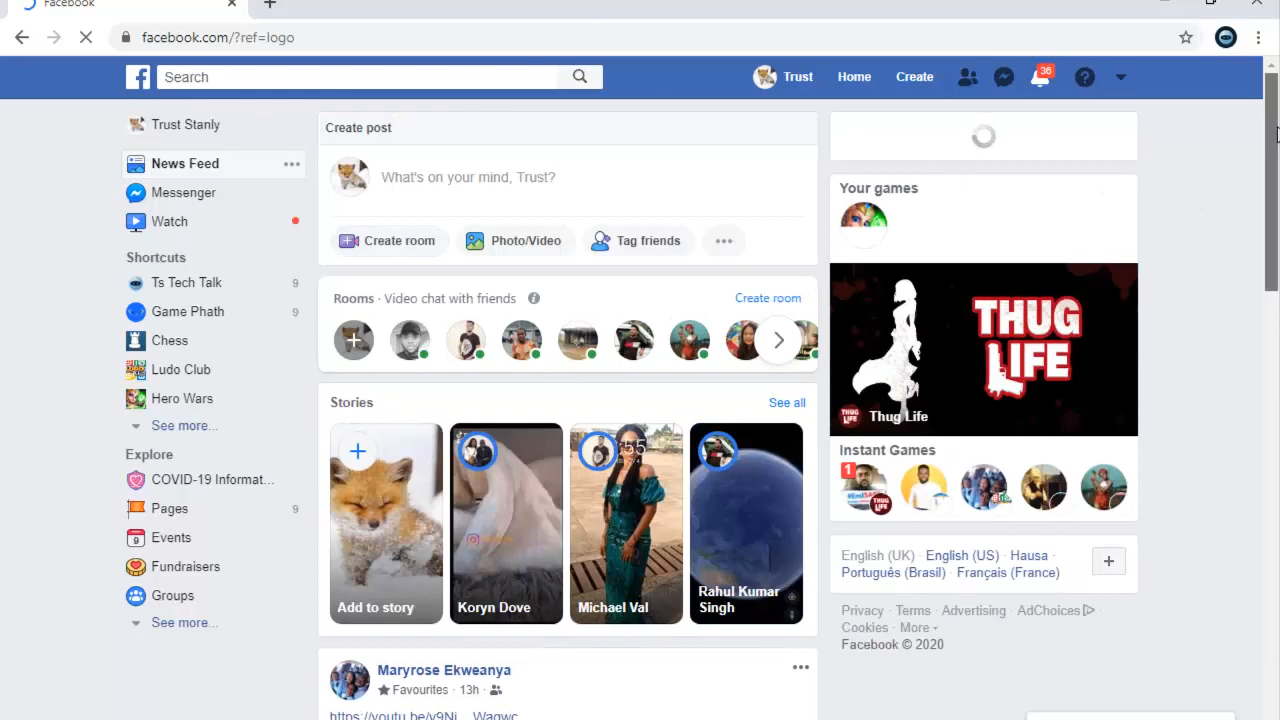 Facebook
facebook.com/?ref=logo
Search
Trust
Home
Create
36
Trust Stanly
News Feed
Messenger
Watch
Shortcuts
Ts Tech Talk 9
Game Phath 9
Chess
Ludo Club
Hero Wars
See more...
Explore
COVID-19 Informat...
Pages 9
Events
Fundraisers
Groups
See more...
Create post
What's on your mind, Trust?
Create room
Photo/Video
Tag friends
Rooms · Video chat with friends
Create room
Stories
See all
Add to story
Koryn Dove
Michael Val
Rahul Kumar
Singh
Maryrose Ekweanya
Favourites · 13h ·
Your games
THUG
LIFE
THUG
LIFE
Thug Life
Instant Games
1
THUG
LIFE
English (UK) · English (US) · Hausa ·
Português (Brasil) · Français (France)
Privacy · Terms · Advertising · AdChoices ·
Cookies · More
Facebook © 2020